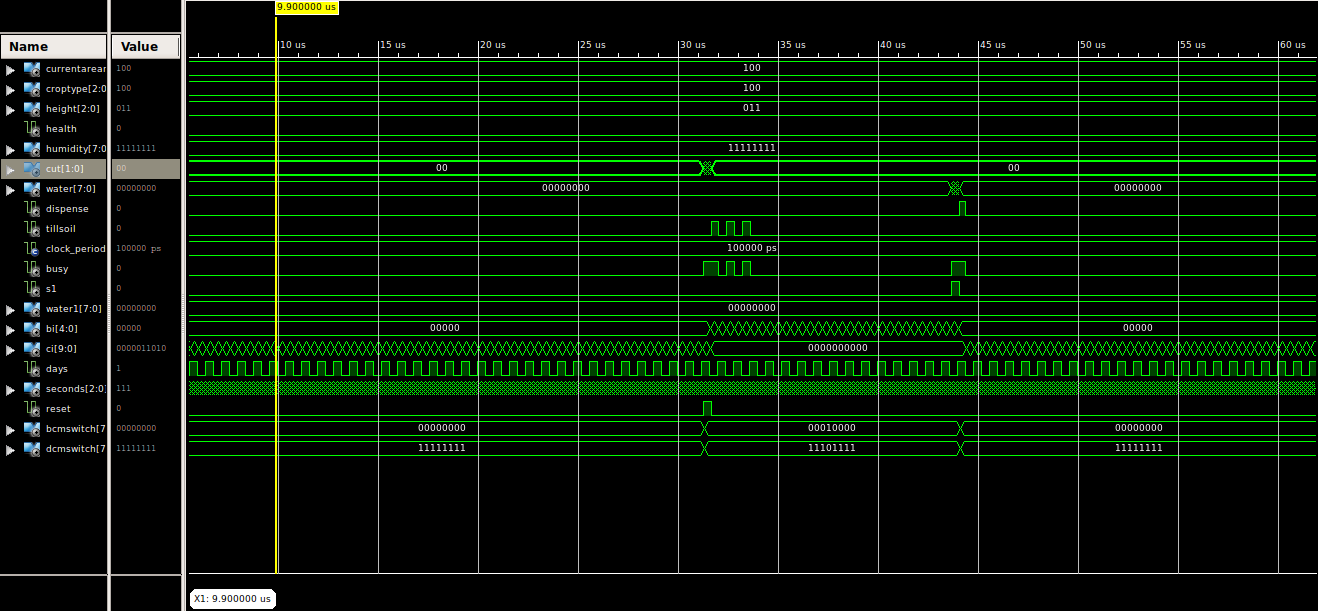 9.900000 us
Name Value 10 us 15 us 20 us 25 us 30 us 35 us 40 us 45 us 50 us 55 us 60 us
currentarear 100 100
croptype[2:0 100 100
height[2:0] 011 011
health 0
humidity[7:0 11111111 11111111
cut[1:0] 00 00 00
water[7:0] 00000000 00000000 00000000
dispense 0
tillsoil 0
clock_period 100000 ps 100000 ps
busy 0
s1 0
water1[7:0] 00000000 00000000
bi[4:0] 00000 00000 00000
ci[9:0] 0000011010 0000000000
days 1
seconds[2:0] 111
reset 0
bcmswitch[7 00000000 00000000 00010000 00000000
dcmswitch[7 11111111 11111111 11101111 11111111
X1: 9.900000 us